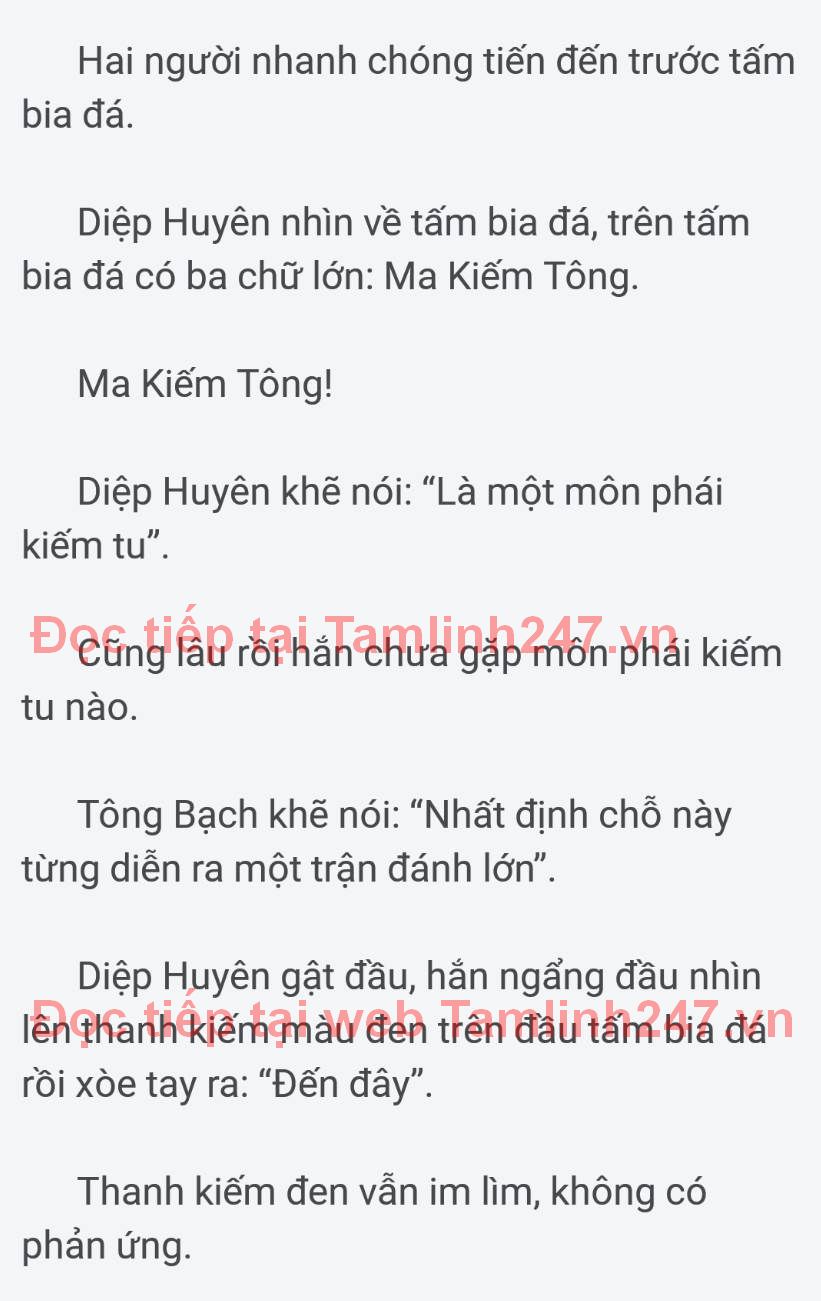 Hai người nhanh chóng tiến đến trước tấm
bia đá.
Diệp Huyên nhìn về tấm bia đá, trên tấm
bia đá có ba chữ lớn: Ma Kiếm Tông.
Ma Kiếm Tông!
Diệp Huyên khẽ nói: “Là một môn phái
kiếm tu”.
Đọc tiếp tại Tamlinh247.vn
Cũng lâu rồi hắn chưa gặp môn phái kiếm
tu nào.
Tông Bạch khẽ nói: “Nhất định chỗ này
từng diễn ra một trận đánh lớn”.
Diệp Huyên gật đầu, hắn ngẩng đầu nhìn
Đọc tiếp tại web Tamlinh247.vn
lên thanh kiếm màu đen trên đầu tấm bia đá
rồi xòe tay ra: “Đến đây”.
Thanh kiếm đen vẫn im lìm, không có
phản ứng.